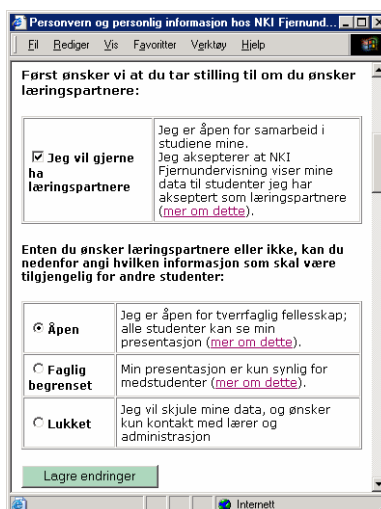 Personvern og personlig informasjon hos NKI Fjernund...
Fil Rediger Vis Favoritter Verktøy Hjelp
Først ønsker vi at du tar stilling til om du ønsker
læringspartnere:
Jeg vil gjerne
ha
læringspartnere
Jeg er åpen for samarbeid i
studiene mine.
Jeg aksepterer at NKI
Fjernundervisning viser mine
data til studenter jeg har
akseptert som læringspartnere
(mer om dette).
Enten du ønsker læringspartnere eller ikke, kan du
nedenfor angi hvilken informasjon som skal være
tilgjengelig for andre studenter:
Åpen
Jeg er åpen for tverrfaglig fellesskap;
alle studenter kan se min
presentasjon (mer om dette).
Faglig
begrenset
Min presentasjon er kun synlig for
medstudenter (mer om dette).
Lukket
Jeg vil skjule mine data, og ønsker
kun kontakt med lærer og
administrasjon
Lagre endringer
Internett